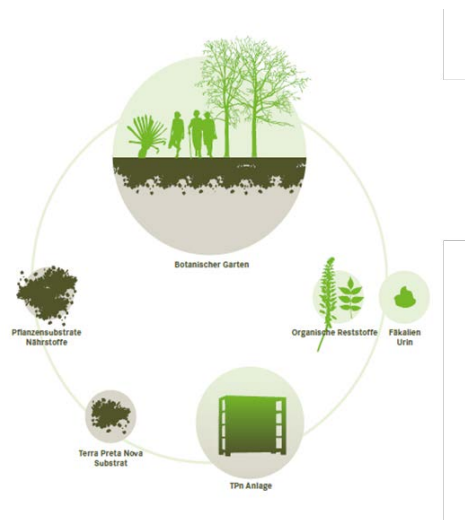 Botanischer Garten
Pflanzensubstrate
Nährstoffe
Organische Reststoffe
Fäkalien
Urin
Terra Preta Nova
Substrat
TPn Anlage